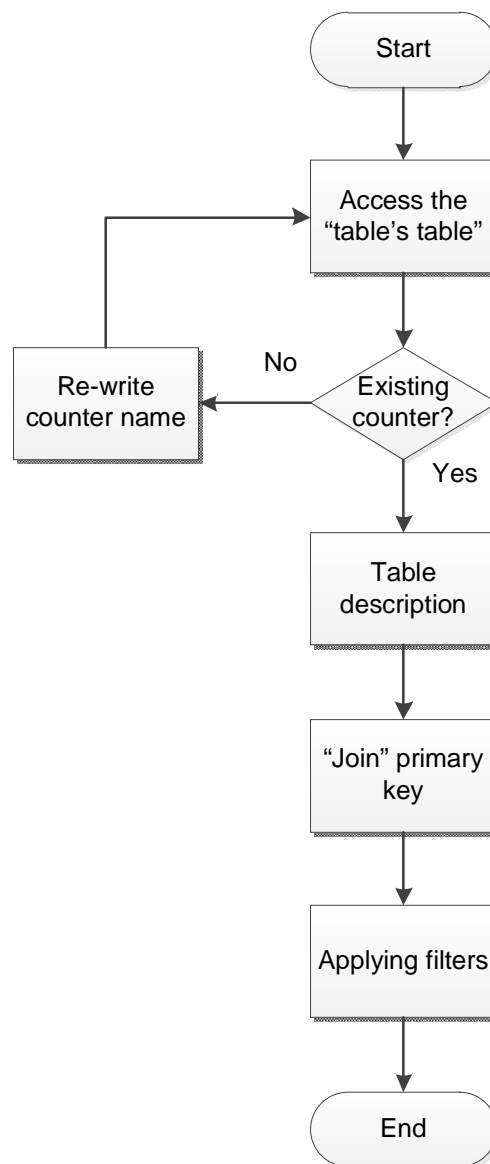 Start
Access the
“table’s table”
No
Existing
counter?
Re-write
counter name
Yes
Table
description
“Join” primary
key
Applying filters
End